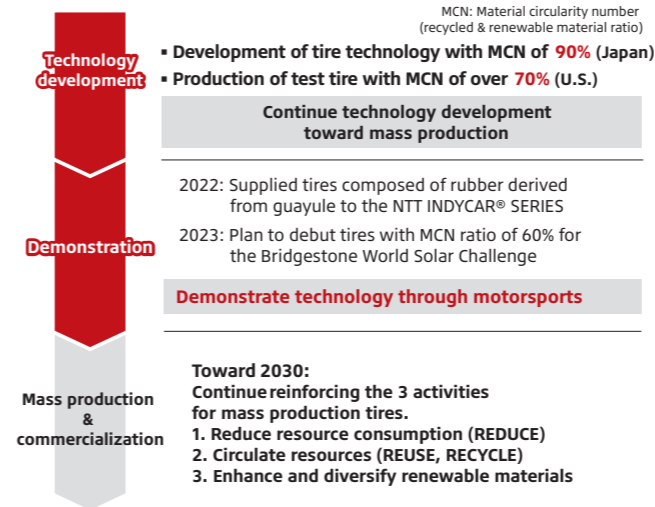 MCN: Material circularity number
(recycled & renewable material ratio)
Technology
development
▪ Development of tire technology with MCN of 90% (Japan)
▪ Production of test tire with MCN of over 70% (U.S.)
Continue technology development
toward mass production
Demonstration
2022: Supplied tires composed of rubber derived
from guayule to the NTT INDYCAR® SERIES
2023: Plan to debut tires with MCN ratio of 60% for
the Bridgestone World Solar Challenge
Demonstrate technology through motorsports
Mass production
&
commercialization
Toward 2030:
Continue reinforcing the 3 activities
for mass production tires.
1. Reduce resource consumption (REDUCE)
2. Circulate resources (REUSE, RECYCLE)
3. Enhance and diversify renewable materials